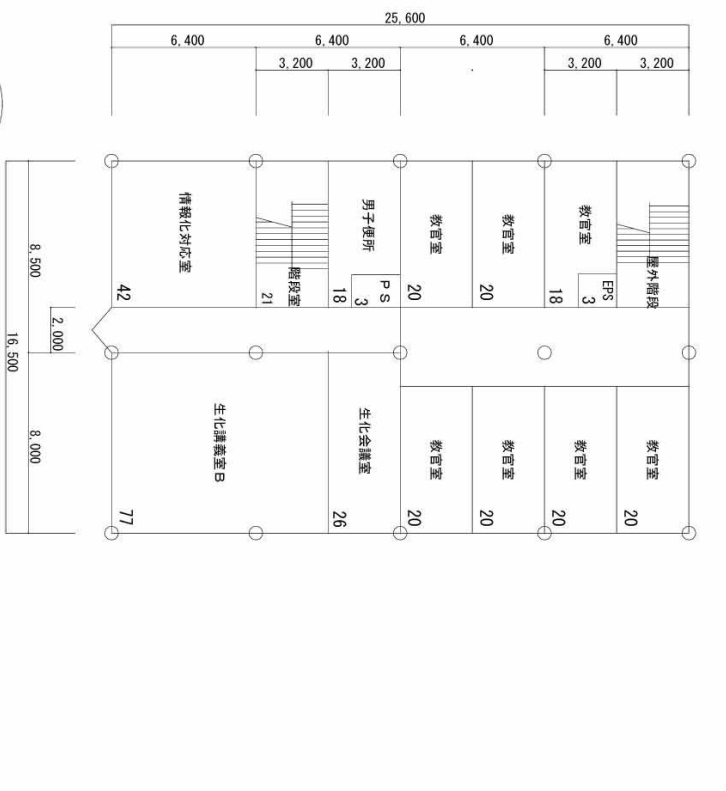 25,600
6,400
6,400
6,400
6,400
3,200
3,200
3,200
3,200
8,500
2,000
16,500
8,000
情報化対応室
42
階段室
21
男子便所
18
PS
3
教官室
20
教官室
20
教官室
18
EPS
3
屋外階段
生化講義室B
77
生化会議室
26
教官室
20
教官室
20
教官室
20
教官室
20